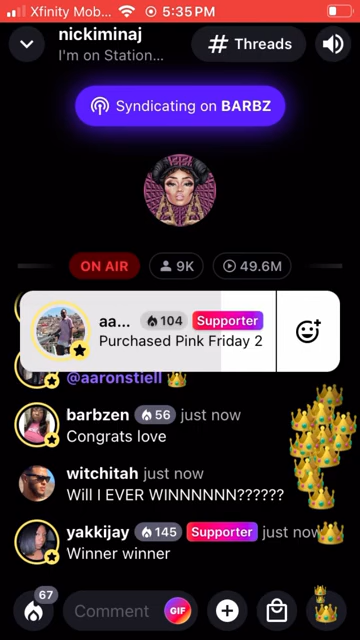 Xfinity Mob... 5:35 PM
nickiminaj
I'm on Station...
# Threads
Syndicating on BARBZ
ON AIR
9K
49.6M
aa... 104 Supporter
Purchased Pink Friday 2
@aaronstiell
barbzen 56 just now
Congrats love
witchitah just now
Will I EVER WINNNNNN??????
yakkijay 145 Supporter just now
Winner winner
67
Comment
GIF